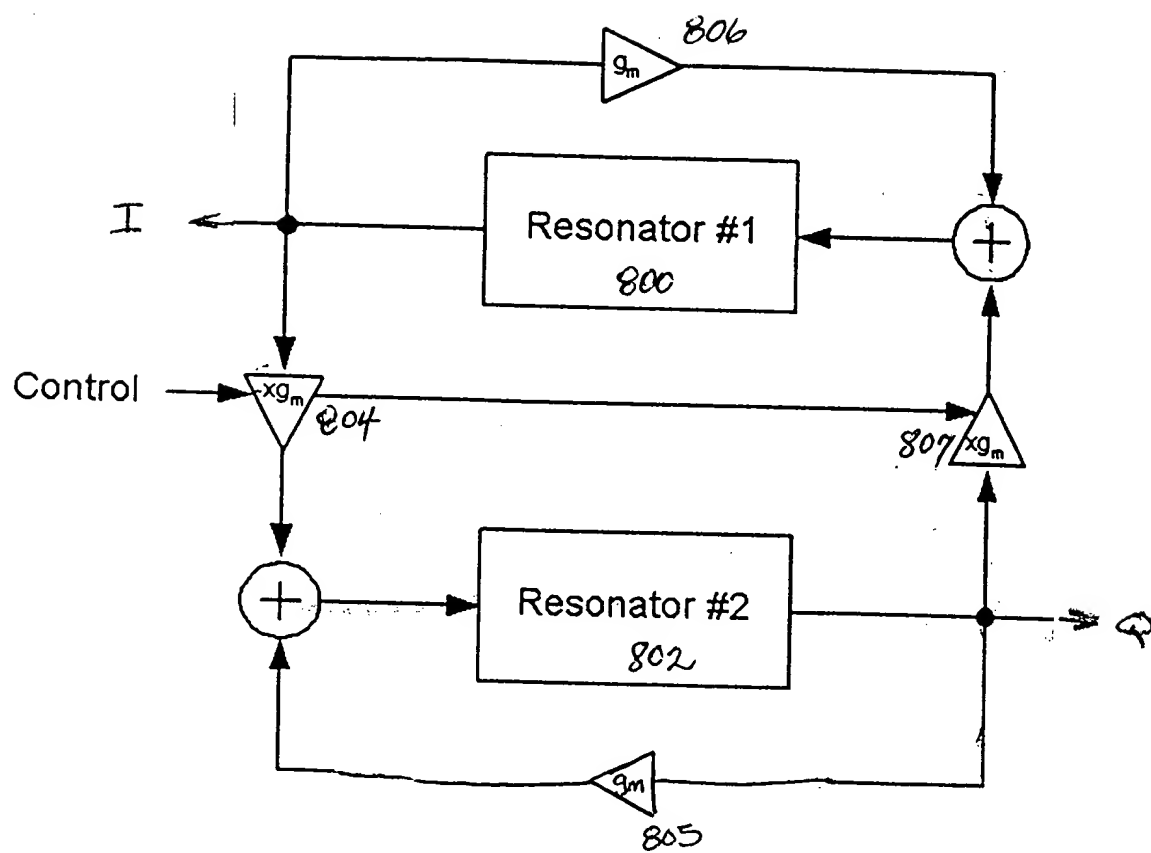 806
gm
I
Resonator #1
800
+
Control
-xgm
804
807
xgm
+
Resonator #2
802
Q
gm
805